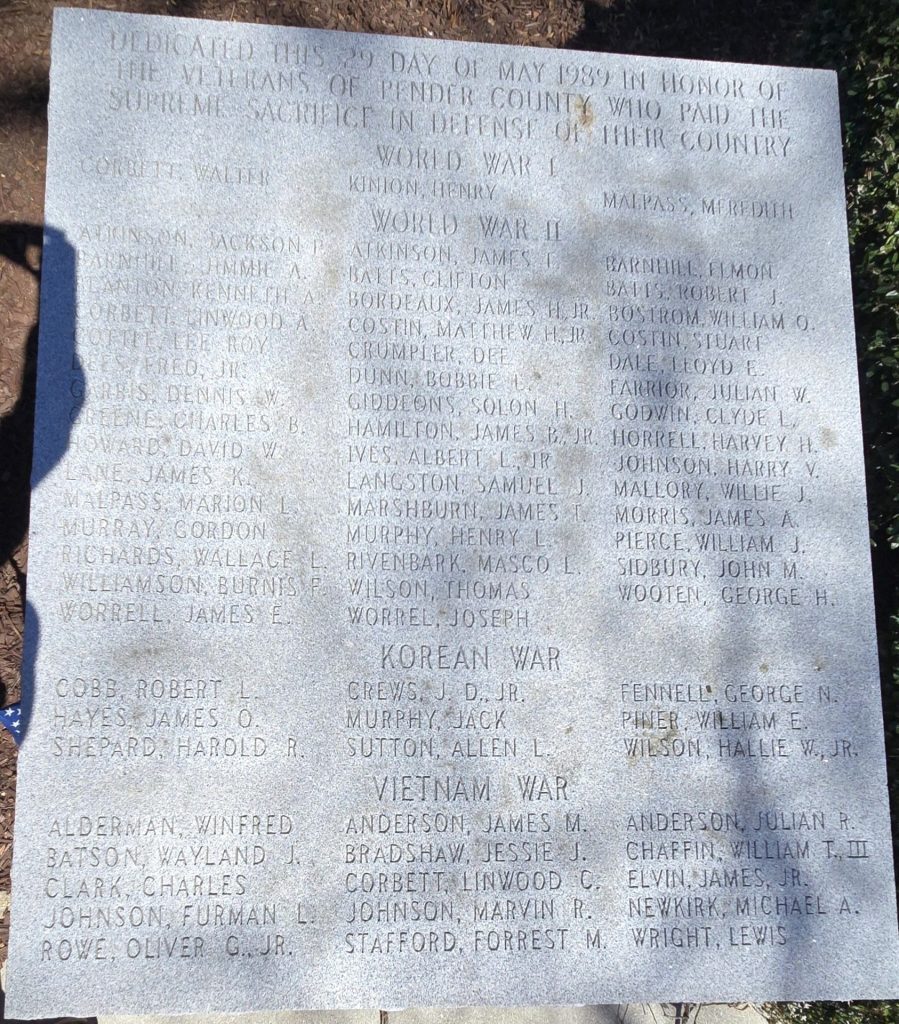 DEDICATED THIS 29 DAY OF MAY 1989 IN HONOR OF
THE VETERANS OF PENDER COUNTY WHO PAID THE
SUPREME SACRIFICE IN DEFENSE OF THEIR COUNTRY
WORLD WAR I
CORBETT, WALTER KINION, HENRY MALPASS, MEREDITH
WORLD WAR II
ATKINSON, JACKSON P. ATKINSON, JAMES T. BARNHILL, ELMON
BARNHILL, JIMMIE A. BATTS, CLIFTON BATTS, ROBERT J.
KENNETH A. BORDEAUX, JAMES H., JR. BOSTROM, WILLIAM O.
CORBETT, LINWOOD A. COSTIN, MATTHEW H., JR. COSTIN, STUART
LEE ROY CRUMPLER, DEE DALE, LLOYD E.
FRED, JR. DUNN, BOBBIE L. FARRIOR, JULIAN W.
GARRIS, DENNIS W. GIDDEONS, SOLON H. GODWIN, CLYDE L.
GREENE, CHARLES B. HAMILTON, JAMES B., JR. HORRELL, HARVEY H.
HOWARD, DAVID W. IVES, ALBERT L., JR. JOHNSON, HARRY V.
LANE, JAMES K. LANGSTON, SAMUEL J. MALLORY, WILLIE J.
MALPASS, MARION L. MARSHBURN, JAMES T. MORRIS, JAMES A.
MURRAY, GORDON MURPHY, HENRY L. PIERCE, WILLIAM J.
RICHARDS, WALLACE L. RIVENBARK, MASCO L. SIDBURY, JOHN M.
WILLIAMSON, BURNIS F. WILSON, THOMAS WOOTEN, GEORGE H.
WORRELL, JAMES E. WORREL, JOSEPH
KOREAN WAR
COBB, ROBERT L. CREWS, J. D., JR. FENNELL, GEORGE N.
HAYES, JAMES O. MURPHY, JACK PINER, WILLIAM E.
SHEPARD, HAROLD R. SUTTON, ALLEN L. WILSON, HALLIE W., JR.
VIETNAM WAR
ALDERMAN, WINFRED ANDERSON, JAMES M. ANDERSON, JULIAN R.
BATSON, WAYLAND J. BRADSHAW, JESSIE J. CHAFFIN, WILLIAM T., III
CLARK, CHARLES CORBETT, LINWOOD C. ELVIN, JAMES, JR.
JOHNSON, FURMAN L. JOHNSON, MARVIN R. NEWKIRK, MICHAEL A.
ROWE, OLIVER G., JR. STAFFORD, FORREST M. WRIGHT, LEWIS